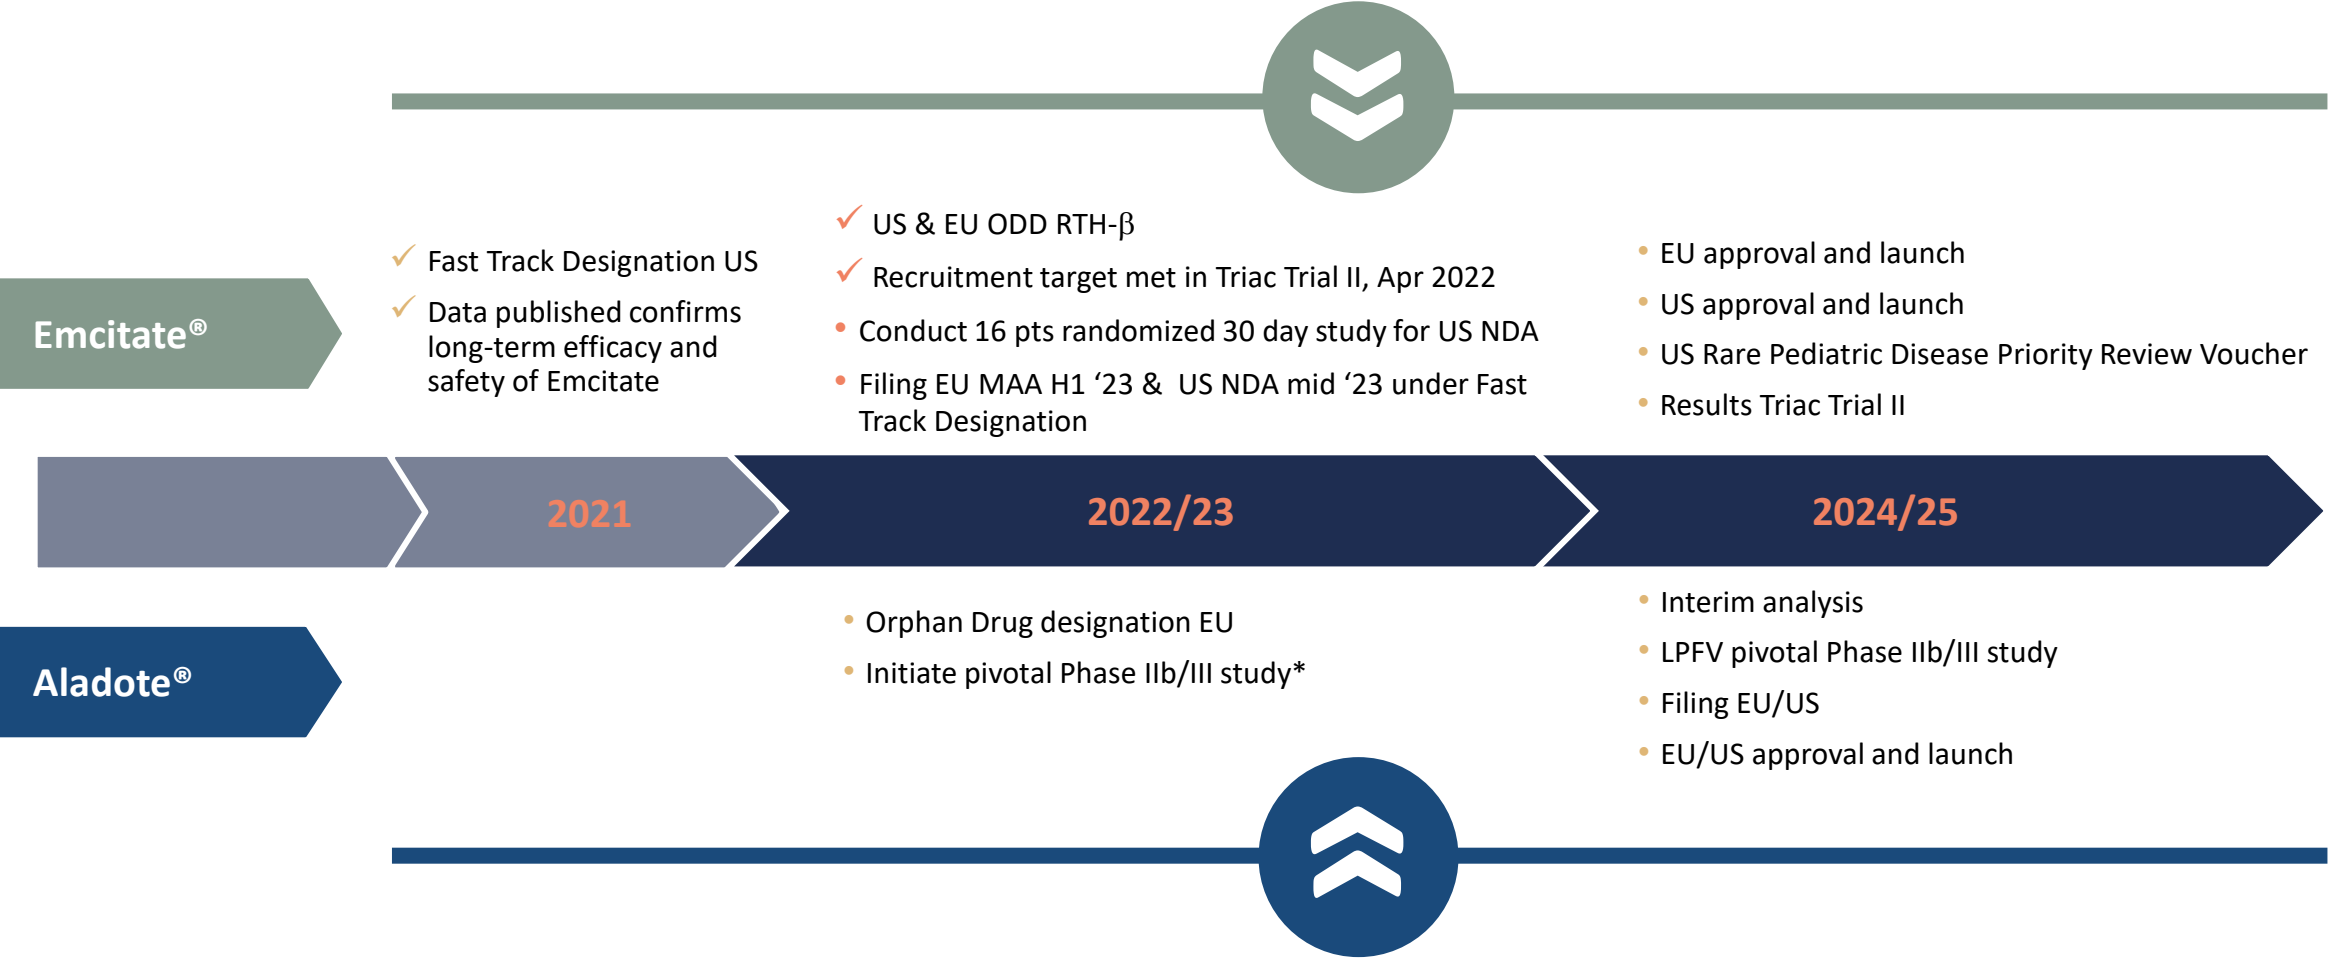 Emcitate®
✓ Fast Track Designation US
✓ Data published confirms
long-term efficacy and
safety of Emcitate
✓ US & EU ODD RTH-β
✓ Recruitment target met in Triac Trial II, Apr 2022
• Conduct 16 pts randomized 30 day study for US NDA
• Filing EU MAA H1 ‘23 &  US NDA mid ‘23 under Fast
Track Designation
• EU approval and launch
• US approval and launch
• US Rare Pediatric Disease Priority Review Voucher
• Results Triac Trial II
2021
2022/23
2024/25
Aladote®
• Orphan Drug designation EU
• Initiate pivotal Phase IIb/III study*
• Interim analysis
• LPFV pivotal Phase IIb/III study
• Filing EU/US
• EU/US approval and launch